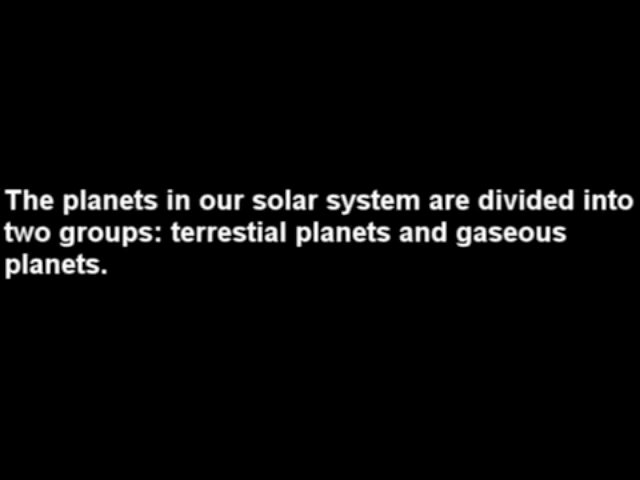 The planets in our solar system are divided into
two groups: terrestial planets and gaseous
planets.